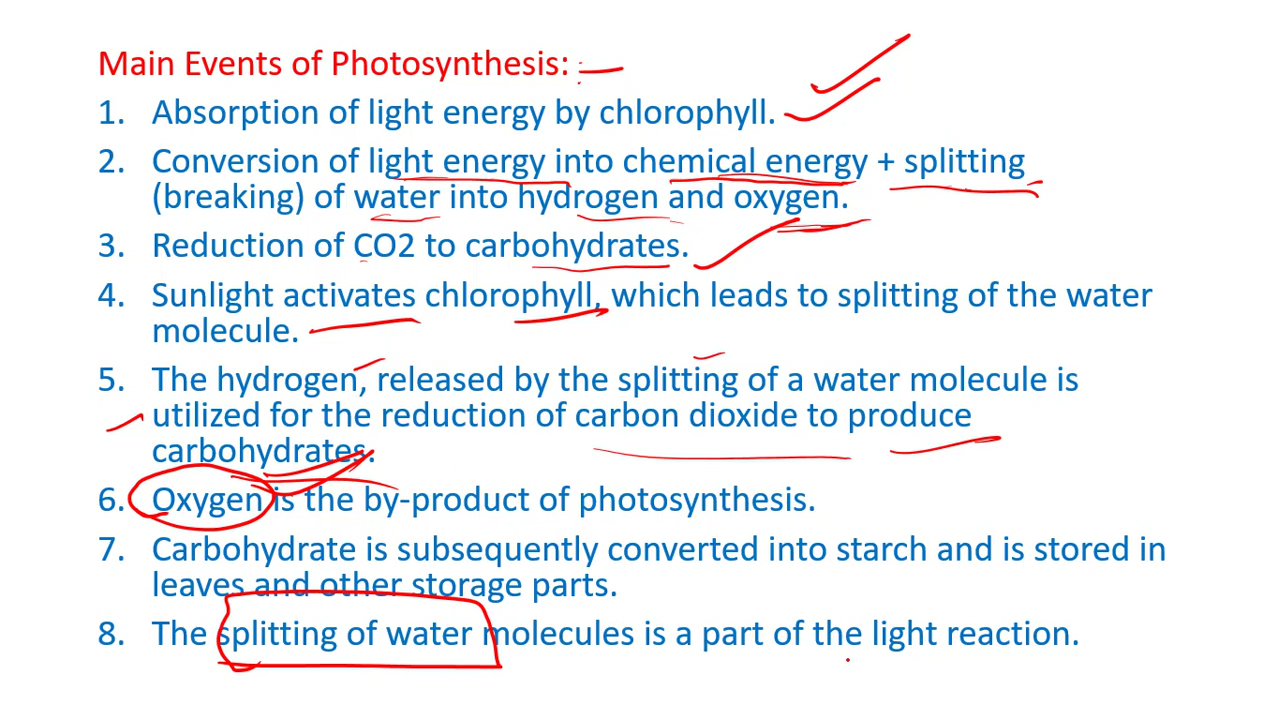 Main Events of Photosynthesis:
1. Absorption of light energy by chlorophyll.
2. Conversion of light energy into chemical energy + splitting
(breaking) of water into hydrogen and oxygen.
3. Reduction of CO2 to carbohydrates.
4. Sunlight activates chlorophyll, which leads to splitting of the water
molecule.
5. The hydrogen, released by the splitting of a water molecule is
utilized for the reduction of carbon dioxide to produce
carbohydrates.
6. Oxygen is the by-product of photosynthesis.
7. Carbohydrate is subsequently converted into starch and is stored in
leaves and other storage parts.
8. The splitting of water molecules is a part of the light reaction.